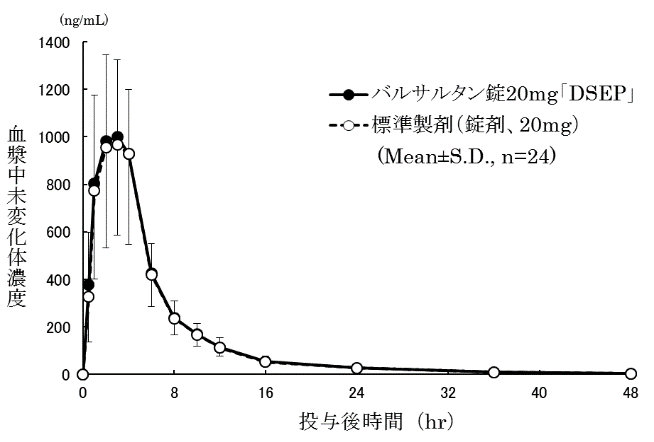 (ng/mL)
1400
1200
1000
800
600
400
200
0
血漿中未変化体濃度
バルサルタン錠20mg「DSEP」
標準製剤(錠剤、20mg)
(Mean±S.D., n=24)
0 8 16 24 32 40 48
投与後時間 (hr)